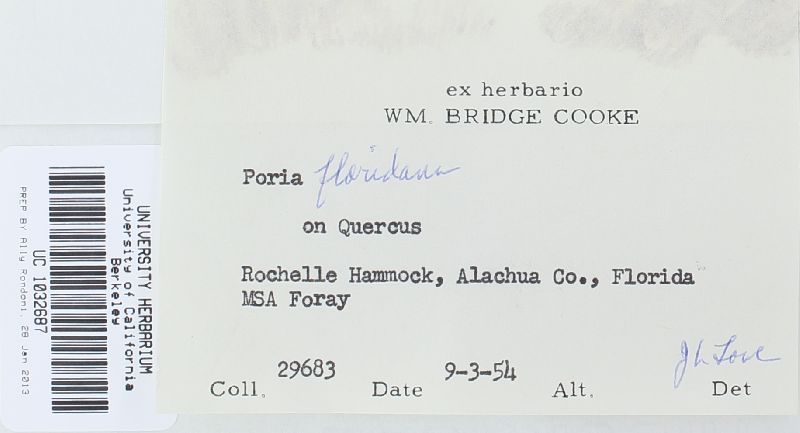 ex herbario
WM. BRIDGE COOKE
Poria floridana
on Quercus
Rochelle Hammock, Alachua Co., Florida
MSA Foray
Coll. 29683 Date 9-3-54 Alt. Det J L Lowe
UNIVERSITY HERBARIUM
University of California
Berkeley
UC 1032687
PREP BY Ally Rondoni, 28 Jan 2013